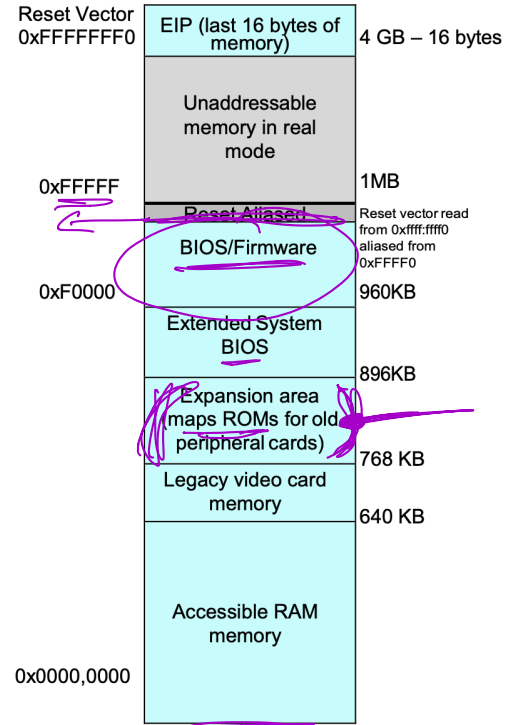 Reset Vector
0xFFFFFFF0
EIP (last 16 bytes of
memory)
4 GB – 16 bytes
Unaddressable
memory in real
mode
0xFFFFF
1MB
Reset Aliased
Reset vector read
from 0xffff:fff0
aliased from
0xFFFF0
BIOS/Firmware
0xF0000
960KB
Extended System
BIOS
896KB
Expansion area
(maps ROMs for old
peripheral cards)
768 KB
Legacy video card
memory
640 KB
Accessible RAM
memory
0x0000,0000